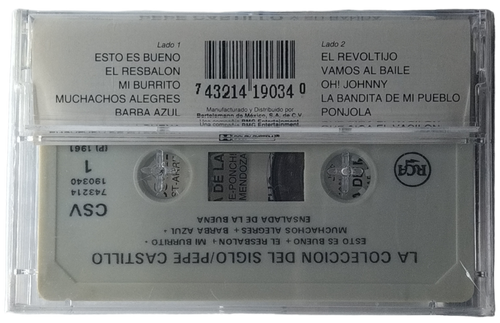 Lado 1
ESTO ES BUENO
EL RESBALON
MI BURRITO
MUCHACHOS ALEGRES
BARBA AZUL
7 43214 19034 0
Manufacturado y Distribuido por
Bertelsmann de México, S.A. de C.V.
Lado 2
EL REVOLTIJO
VAMOS AL BAILE
OH! JOHNNY
LA BANDITA DE MI PUEBLO
PONJOLA
LA COLECCION DEL SIGLO/PEPE CASTILLO
ESTO ES BUENO + EL RESBALON + MI BURRITO +
MUCHACHOS ALEGRES + BARBA AZUL -
ENSALADA DE LA BUENA
CSV
743214
190340
1
(P) 1961
RCA